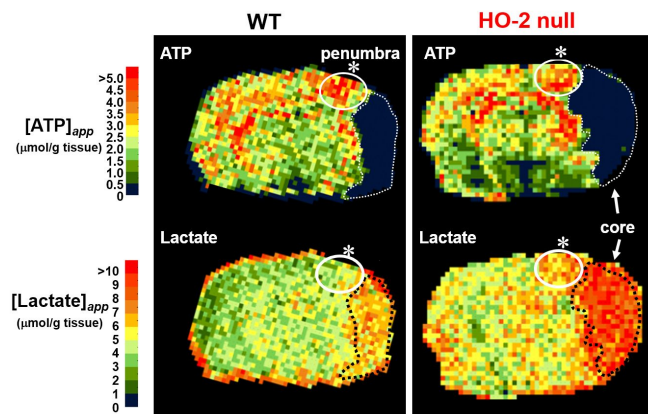 WT
HO-2 null
ATP
penumbra
*
ATP
*
[ATP]app
(μmol/g tissue)
>5.0
4.5
4.0
3.5
3.0
2.5
2.0
1.5
1.0
0.5
0
core
Lactate
*
Lactate
*
[Lactate]app
(μmol/g tissue)
>10
9
8
7
6
5
4
3
2
1
0